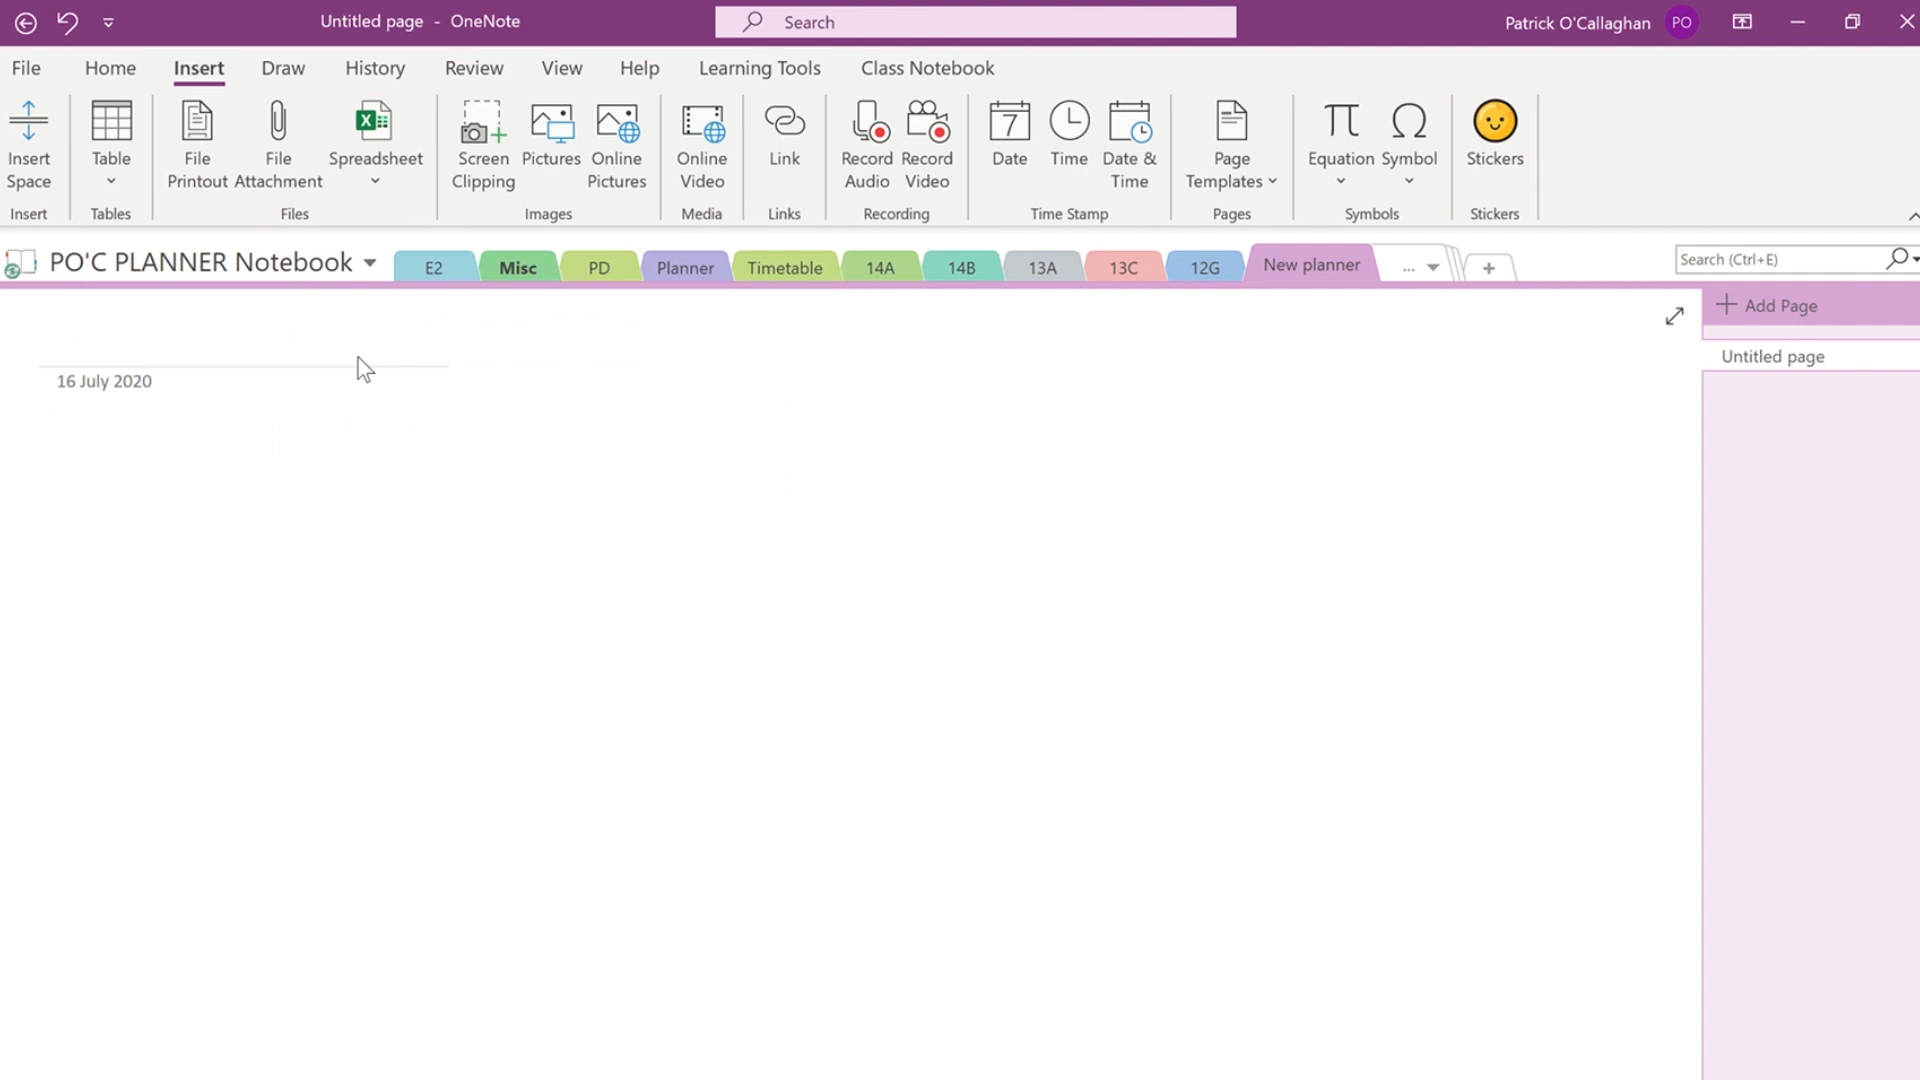 Untitled page - OneNote
Search
Patrick O'Callaghan PO
File Home Insert Draw History Review View Help Learning Tools Class Notebook
Insert Space
Table
File Printout
File Attachment
Spreadsheet
Screen Clipping
Pictures
Online Pictures
Online Video
Link
Record Audio
Record Video
7
Date
Time
Date & Time
Page Templates
π
Equation
Ω
Symbol
Stickers
Insert Tables Files Images Media Links Recording Time Stamp Pages Symbols Stickers
PO'C PLANNER Notebook E2 Misc PD Planner Timetable 14A 14B 13A 13C 12G New planner ... +
Search (Ctrl+E)
Add Page
Untitled page
16 July 2020